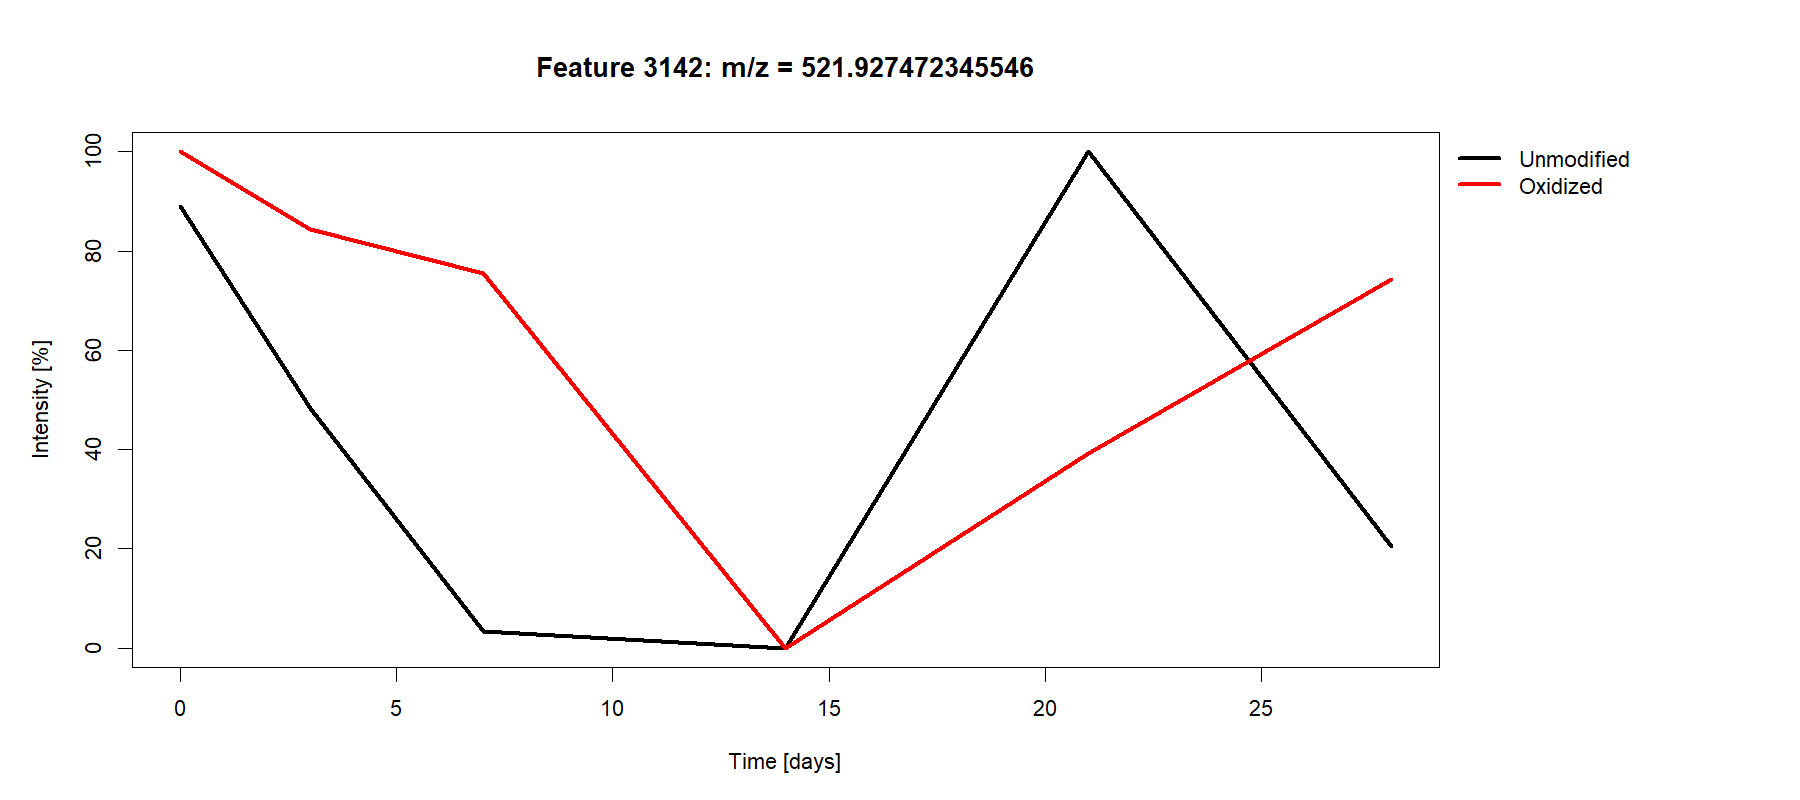 Feature 3142: m/z = 521.927472345546
Unmodified
Oxidized
Intensity [%]
100
80
60
40
20
0
0 5 10 15 20 25
Time [days]